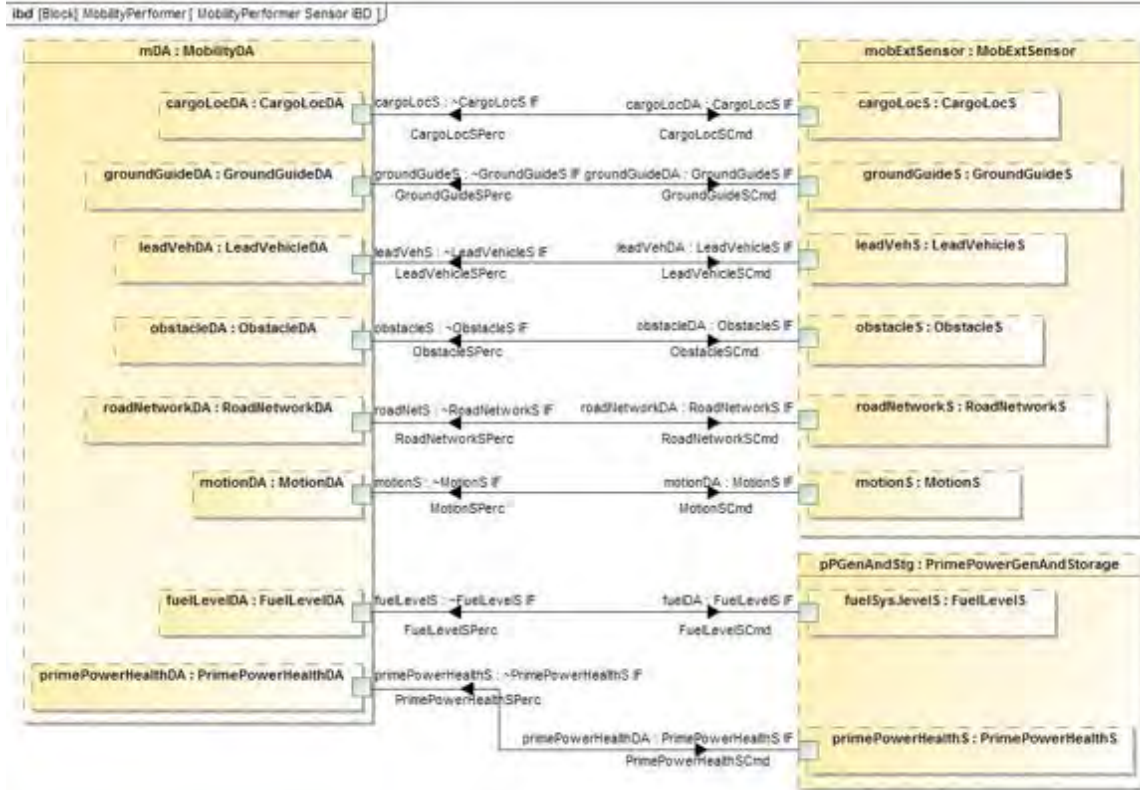 ibd [Block] MobilityPerformer [ MobilityPerformer Sensor iBD ]
mDA : MobilityDA
mobExtSensor : MobExtSensor
cargoLocDA : CargoLocDA
cargoLocS : ~CargoLocS IF
cargoLocDA : CargoLocS IF
cargoLocS : CargoLocS
CargoLocSPerc
CargoLocSCmd
groundGuideDA : GroundGuideDA
groundGuideS : ~GroundGuideS IF
groundGuideDA : GroundGuideS IF
groundGuideS : GroundGuideS
GroundGuideSPerc
GroundGuideSCmd
leadVehDA : LeadVehicleDA
leadVehS : ~LeadVehicleS IF
leadVehDA : LeadVehicleS IF
leadVehS : LeadVehicleS
LeadVehicleSPerc
LeadVehicleSCmd
obstacleDA : ObstacleDA
obstacleS : ~ObstacleS IF
obstacleDA : ObstacleS IF
obstacleS : ObstacleS
ObstacleSPerc
ObstacleSCmd
roadNetworkDA : RoadNetworkDA
roadNetS : ~RoadNetworkS IF
roadNetworkDA : RoadNetworkS IF
roadNetworkS : RoadNetworkS
RoadNetworkSPerc
RoadNetworkSCmd
motionDA : MotionDA
motionS : ~MotionS IF
motionDA : MotionS IF
motionS : MotionS
MotionSPerc
MotionSCmd
pPGenAndStg : PrimePowerGenAndStorage
fuelLevelDA : FuelLevelDA
fuelLevelS : ~FuelLevelS IF
fuelDA : FuelLevelS IF
fuelSys.levelS : FuelLevelS
FuelLevelSPerc
FuelLevelSCmd
primePowerHealthDA : PrimePowerHealthDA
primePowerHealthS : ~PrimePowerHealthS IF
PrimePowerHealthSPerc
primePowerHealthDA : PrimePowerHealthS IF
primePowerHealthS : PrimePowerHealthS
PrimePowerHealthSCmd